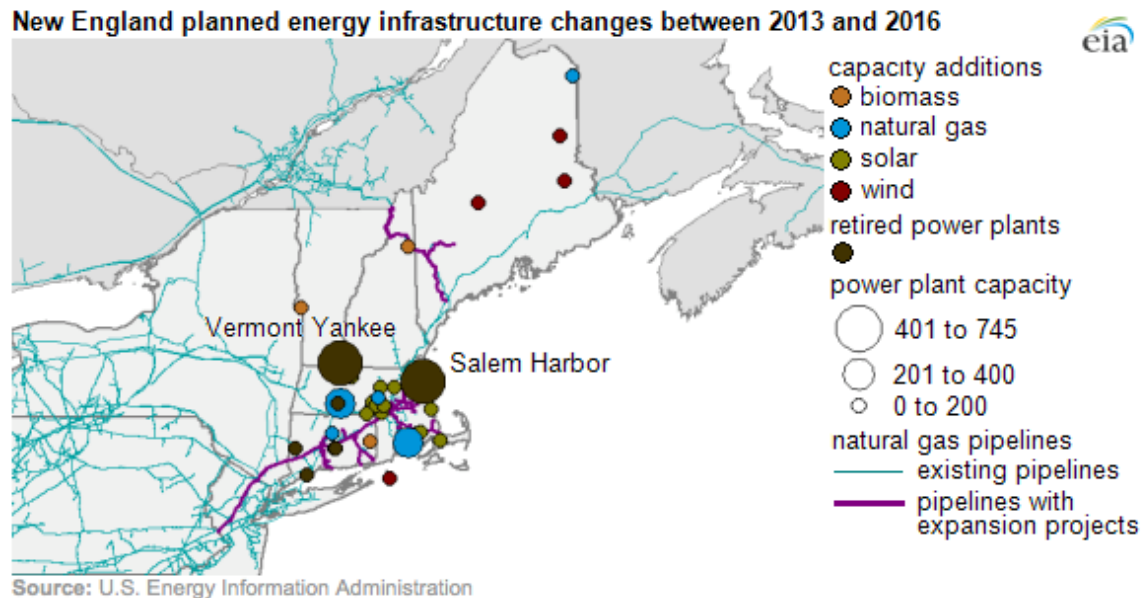 New England planned energy infrastructure changes between 2013 and 2016
eia
capacity additions
biomass
natural gas
solar
wind
retired power plants
power plant capacity
401 to 745
201 to 400
0 to 200
natural gas pipelines
existing pipelines
pipelines with
expansion projects
Vermont Yankee
Salem Harbor
Source: U.S. Energy Information Administration